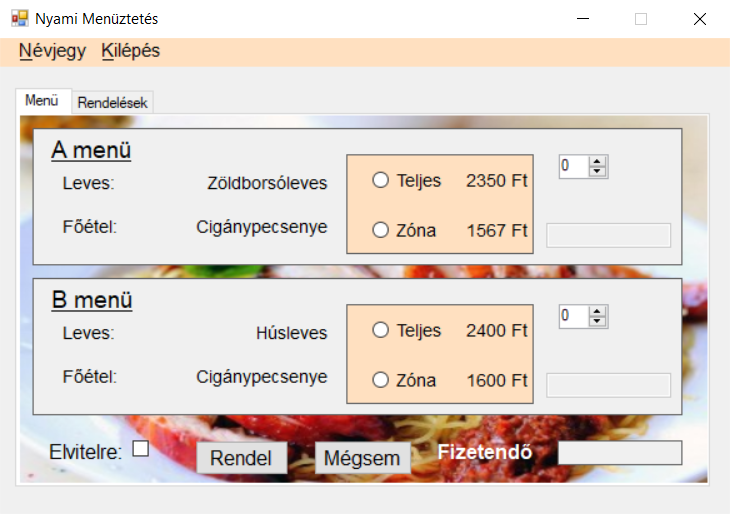 Nyami Menüztetés
Névjegy Kilépés
Menü Rendelések
A menü
Leves: Zöldborsóleves
Teljes 2350 Ft
0
Főétel: Cigánypecsenye
Zóna 1567 Ft
B menü
Leves: Húsleves
Teljes 2400 Ft
0
Főétel: Cigánypecsenye
Zóna 1600 Ft
Elvitelre: Rendel Mégsem Fizetendő